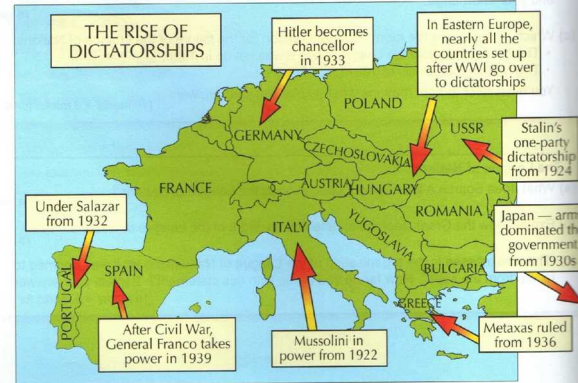 THE RISE OF
DICTATORSHIPS
Hitler becomes
chancellor
in 1933
In Eastern Europe,
nearly all the
countries set up
after WWI go over
to dictatorships
POLAND
USSR
GERMANY
CZECHOSLOVAKIA
Stalin's
one-party
dictatorship
from 1924
FRANCE
AUSTRIA
HUNGARY
ROMANIA
Under Salazar
from 1932
ITALY
YUGOSLAVIA
Japan — arm
dominated th
government
from 1930s
PORTUGAL
SPAIN
BULGARIA
GREECE
After Civil War,
General Franco takes
power in 1939
Mussolini in
power from 1922
Metaxas ruled
from 1936